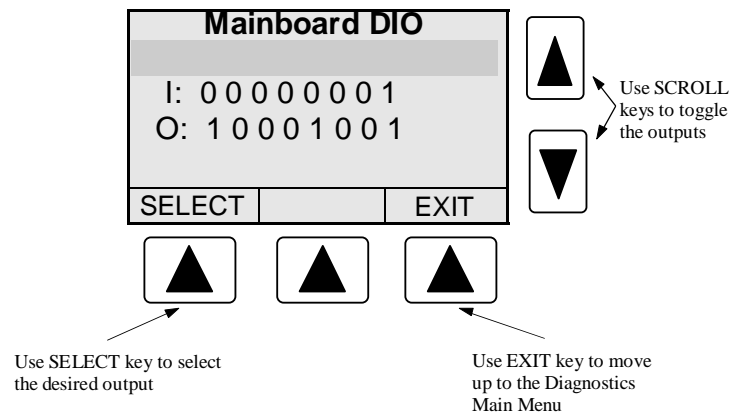 Mainboard DIO
I: 0 0 0 0 0 0 0 1
O: 1 0 0 0 1 0 0 1
SELECT EXIT
Use SCROLL
keys to toggle
the outputs
Use SELECT key to select
the desired output
Use EXIT key to move
up to the Diagnostics
Main Menu